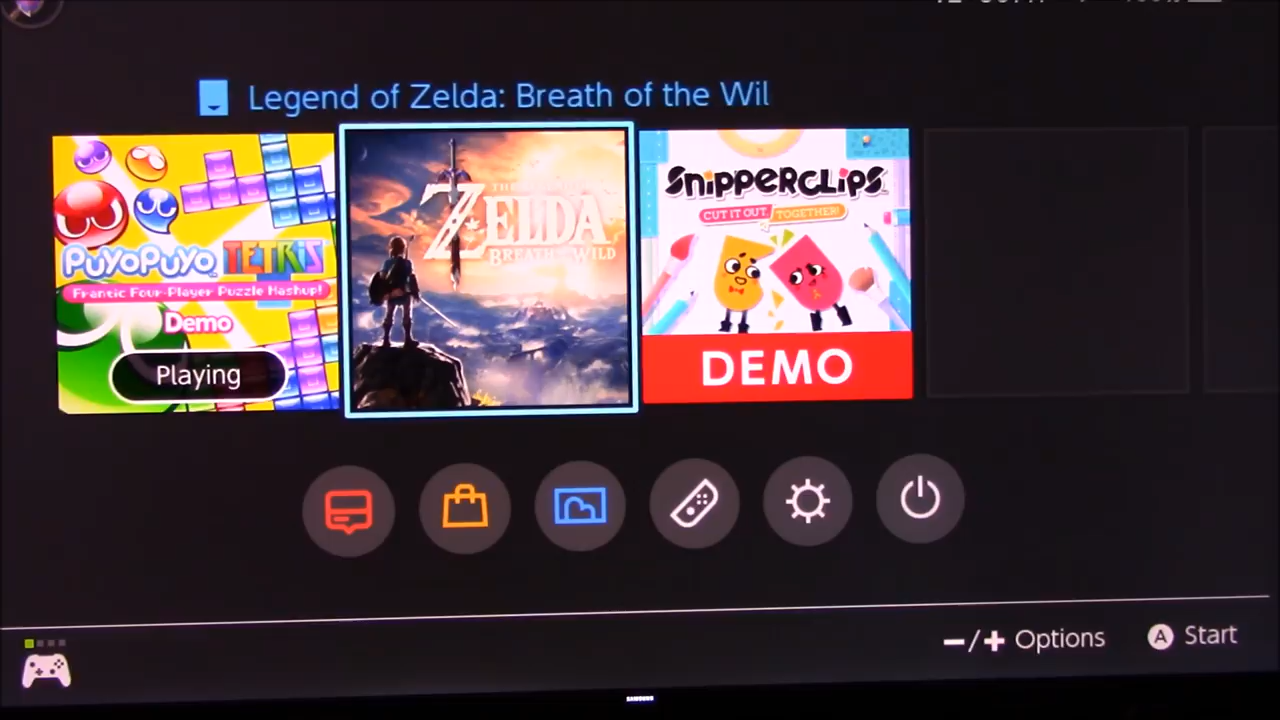 Legend of Zelda: Breath of the Wil
PUYOPUYO TETRIS
Frantic Four-Player Puzzle Mashup!
Demo
Playing
ZELDA
BREATH OF THE WILD
SNIPPERCLIPS
CUT IT OUT, TOGETHER!
DEMO
-/+ Options
A Start
SAMSUNG